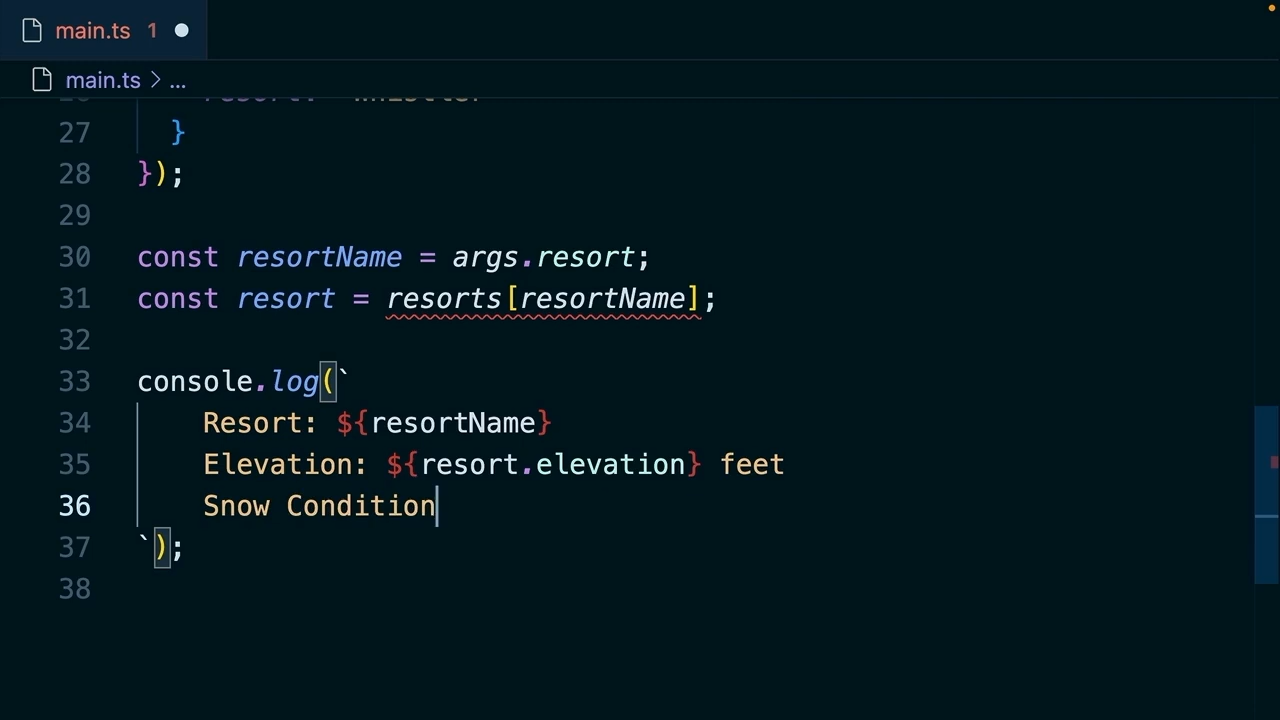 main.ts 1
main.ts > ...
27 }
28 });
29
30 const resortName = args.resort;
31 const resort = resorts[resortName];
32
33 console.log(`
34 Resort: ${resortName}
35 Elevation: ${resort.elevation} feet
36 Snow Condition
37 `);
38